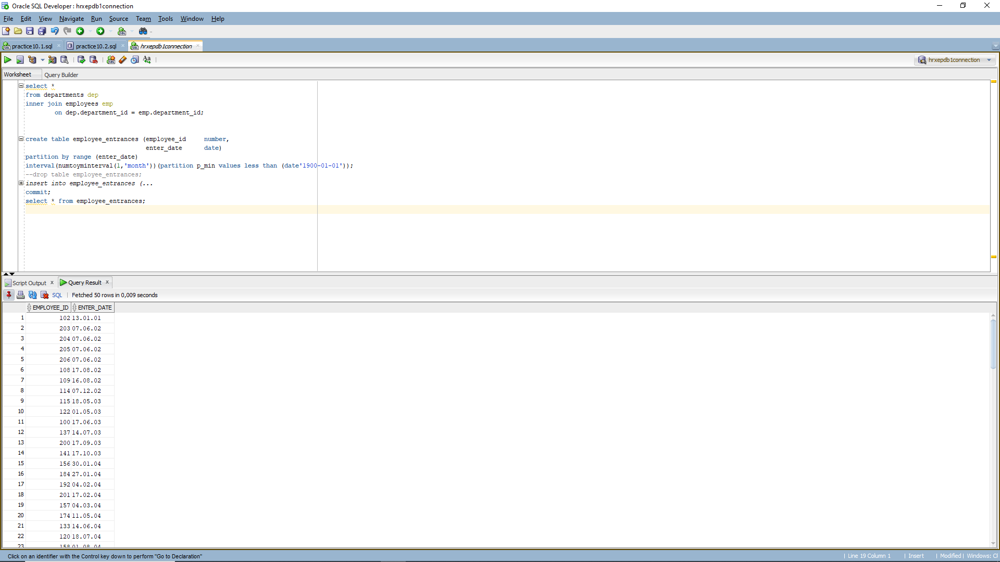 Oracle SQL Developer : hrxepdb1connection
File Edit View Navigate Run Source Team Tools Window Help
practice10.1.sql practice10.2.sql hrxepdb1connection
hrxepdb1connection
Worksheet Query Builder
select *
from departments dep
inner join employees emp
on dep.department_id = emp.department_id;
create table employee_entrances (employee_id number,
enter_date date)
partition by range (enter_date)
interval(numtoyminterval(1,'month'))(partition p_min values less than (date'1900-01-01'));
--drop table employee_entrances;
insert into employee_entrances (...
commit;
select * from employee_entrances;
Script Output x Query Result x
SQL | Fetched 50 rows in 0,009 seconds
EMPLOYEE_ID ENTER_DATE
1 102 13.01.01
2 203 07.06.02
3 204 07.06.02
4 205 07.06.02
5 206 07.06.02
6 108 17.08.02
7 109 16.08.02
8 114 07.12.02
9 115 18.05.03
10 122 01.05.03
11 100 17.06.03
12 137 14.07.03
13 200 17.09.03
14 141 17.10.03
15 156 30.01.04
16 184 27.01.04
17 192 04.02.04
18 201 17.02.04
19 157 04.03.04
20 174 11.05.04
21 133 14.06.04
22 120 18.07.04
23 158 01.08.04
Click on an identifier with the Control key down to perform "Go to Declaration"
| Line 19 Column 1 | Insert | Modified | Windows: CF